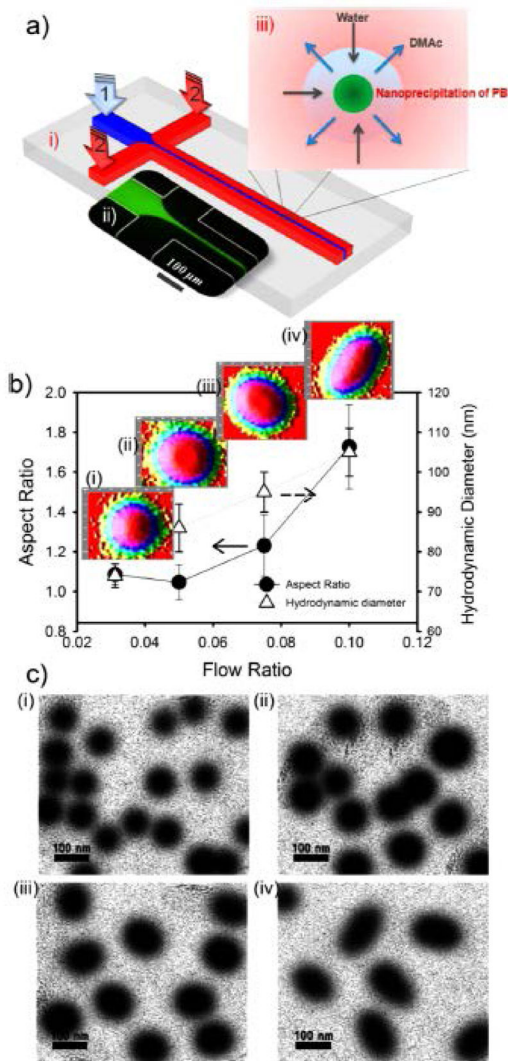 a)
iii)
Water
DMAc
Nanoprecipitation of PB
1
2
i)
2
ii)
100 µm
b)
(i)
(ii)
(iii)
(iv)
Aspect Ratio
2.0
1.8
1.6
1.4
1.2
1.0
0.8
120
110
100
90
80
70
60
Hydrodynamic Diameter (nm)
Aspect Ratio
Hydrodynamic diameter
0.02 0.04 0.06 0.08 0.10 0.12
Flow Ratio
c)
(i)
100 nm
(ii)
100 nm
(iii)
100 nm
(iv)
100 nm